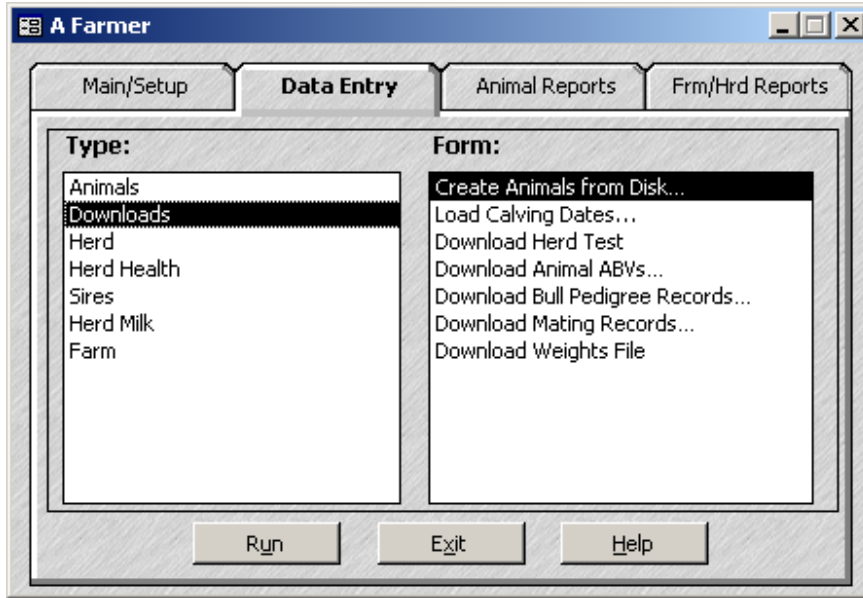 A Farmer
Main/Setup
Data Entry
Animal Reports
Frm/Hrd Reports
Type:
Animals
Downloads
Herd
Herd Health
Sires
Herd Milk
Farm
Form:
Create Animals from Disk...
Load Calving Dates...
Download Herd Test
Download Animal ABVs...
Download Bull Pedigree Records...
Download Mating Records...
Download Weights File
Run
Exit
Help